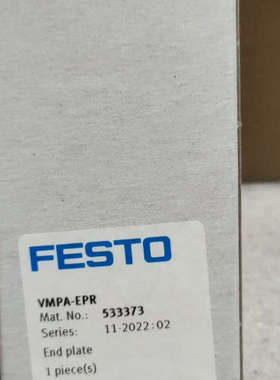 FESTO
VMPA-EPR
Mat. No.: 533373
Series: 11-2022:02
End plate
1 piece(s)